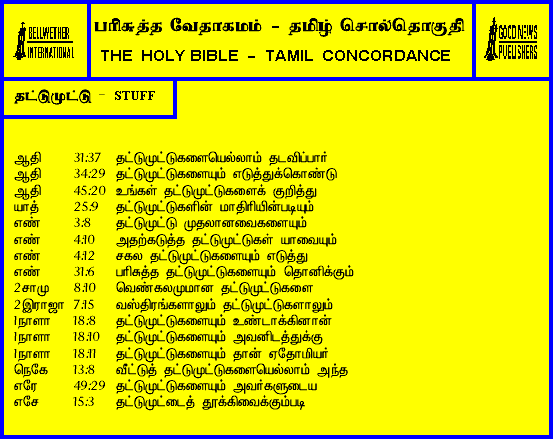 BELLWETHER
INTERNATIONAL
பரிசுத்த வேதாகமம் - தமிழ் சொல்தொகுதி
THE HOLY BIBLE - TAMIL CONCORDANCE
GOOD NEWS
PUBLISHERS
தட்டுமுட்டு - STUFF
ஆதி 31:37 தட்டுமுட்டுகளையெல்லாம் தடவிப்பார்
ஆதி 34:29 தட்டுமுட்டுகளையும் எடுத்துக்கொண்டு
ஆதி 45:20 உங்கள் தட்டுமுட்டுகளைக் குறித்து
யாத் 25:9 தட்டுமுட்டுகளின் மாதிரியின்படியும்
எண் 3:8 தட்டுமுட்டு முதலானவைகளையும்
எண் 4:10 அதற்கடுத்த தட்டுமுட்டுகள் யாவையும்
எண் 4:12 சகல தட்டுமுட்டுகளையும் எடுத்து
எண் 31:6 பரிசுத்த தட்டுமுட்டுகளையும் தொனிக்கும்
2சாமு 8:10 வெண்கலமுமான தட்டுமுட்டுகளை
2இராஜா 7:15 வஸ்திரங்களாலும் தட்டுமுட்டுகளாலும்
1நாளா 18:8 தட்டுமுட்டுகளையும் உண்டாக்கினான்
1நாளா 18:10 தட்டுமுட்டுகளையும் அவனிடத்துக்கு
1நாளா 18:11 தட்டுமுட்டுகளையும் தான் ஏதோமியர்
நெகே 13:8 வீட்டுத் தட்டுமுட்டுகளையெல்லாம் அந்த
எரே 49:29 தட்டுமுட்டுகளையும் அவர்களுடைய
எசே 15:3 தட்டுமுட்டைத் தூக்கிவைக்கும்படி